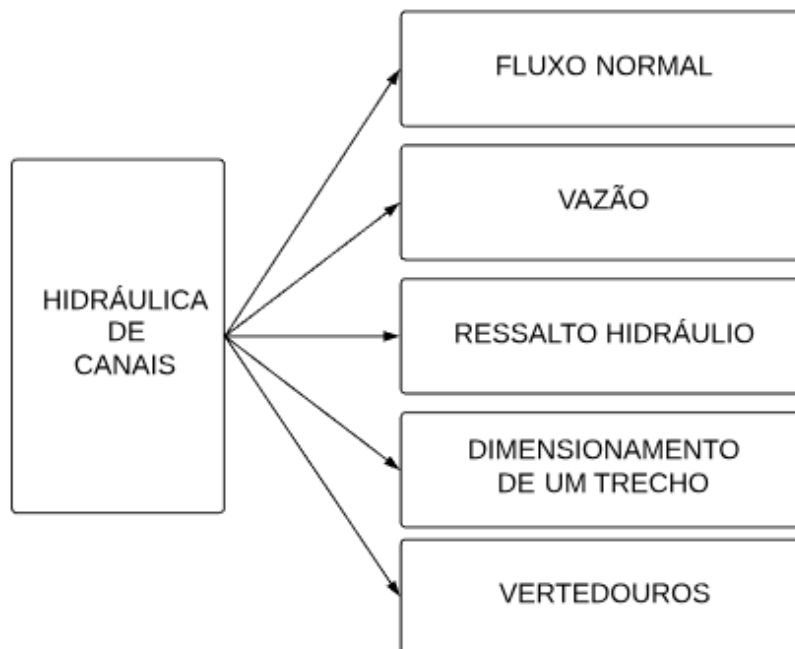 HIDRÁULICA
DE
CANAIS
FLUXO NORMAL
VAZÃO
RESSALTO HIDRÁULIO
DIMENSIONAMENTO
DE UM TRECHO
VERTEDOUROS